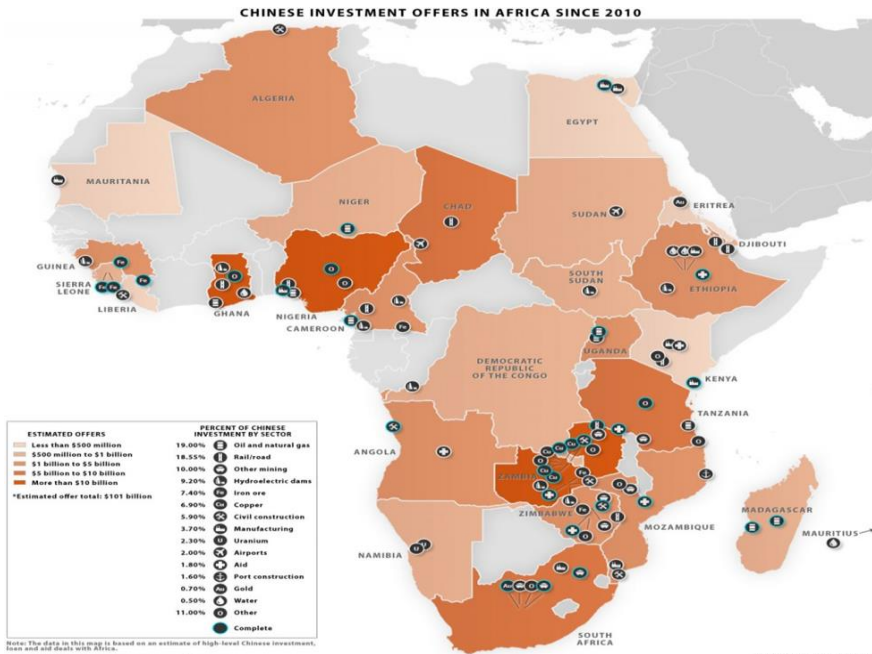 CHINESE INVESTMENT OFFERS IN AFRICA SINCE 2010
ALGERIA
EGYPT
MAURITANIA
NIGER
CHAD
SUDAN
ERITREA
DJIBOUTI
GUINEA
SIERRA
LEONE
LIBERIA
GHANA
NIGERIA
CAMEROON
SOUTH
SUDAN
ETHIOPIA
UGANDA
DEMOCRATIC
REPUBLIC
OF THE CONGO
KENYA
TANZANIA
ANGOLA
ZAMBIA
ZIMBABWE
MOZAMBIQUE
MADAGASCAR
MAURITIUS
NAMIBIA
SOUTH
AFRICA
ESTIMATED OFFERS
Less than $500 million
$500 million to $1 billion
$1 billion to $5 billion
$5 billion to $10 billion
More than $10 billion
*Estimated offer total: $101 billion
PERCENT OF CHINESE
INVESTMENT BY SECTOR
19.00% Oil and natural gas
18.55% Rail/road
10.00% Other mining
9.20% Hydroelectric dams
7.40% Fe Iron ore
6.90% Cu Copper
5.90% Civil construction
3.70% Manufacturing
2.30% U Uranium
2.00% Airports
1.80% Aid
1.60% Port construction
0.70% Au Gold
0.50% Water
11.00% O Other
Complete
Note: The data in this map is based on an estimate of high-level Chinese investment,
loan and aid deals with Africa.